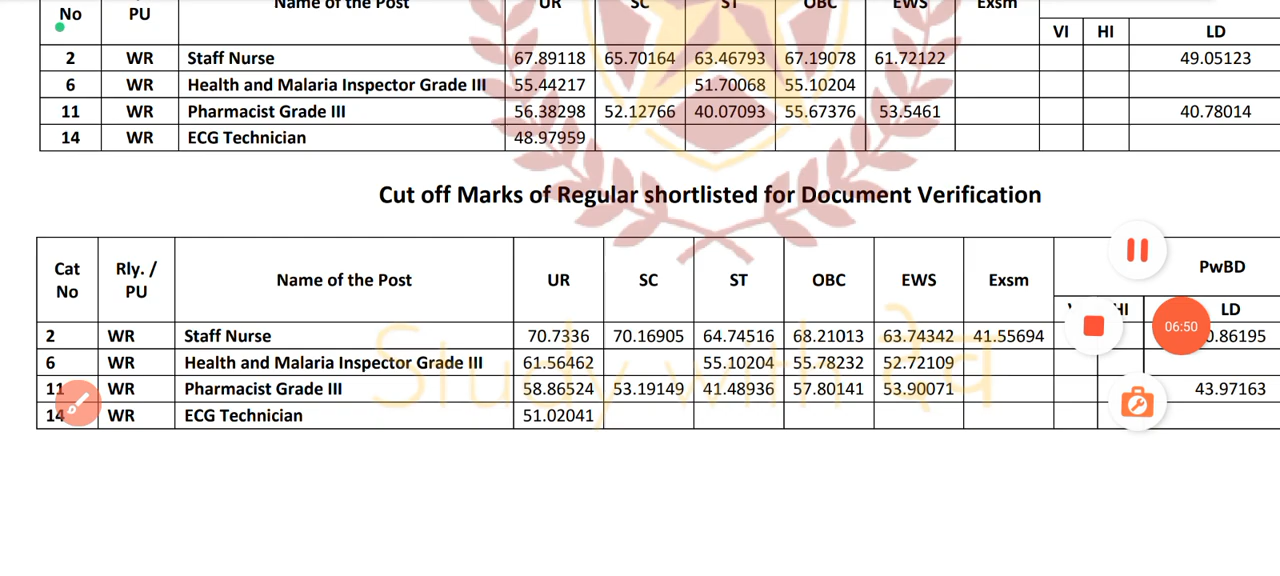 No PU Name of the Post UR SC ST OBC EWS Exsm
VI HI LD
2 WR Staff Nurse 67.89118 65.70164 63.46793 67.19078 61.72122 49.05123
6 WR Health and Malaria Inspector Grade III 55.44217 51.70068 55.10204
11 WR Pharmacist Grade III 56.38298 52.12766 40.07093 55.67376 53.5461 40.78014
14 WR ECG Technician 48.97959
Cut off Marks of Regular shortlisted for Document Verification
Cat No Rly. / PU Name of the Post UR SC ST OBC EWS Exsm PwBD
HI LD
2 WR Staff Nurse 70.7336 70.16905 64.74516 68.21013 63.74342 41.55694 0.86195
6 WR Health and Malaria Inspector Grade III 61.56462 55.10204 55.78232 52.72109
11 WR Pharmacist Grade III 58.86524 53.19149 41.48936 57.80141 53.90071 43.97163
14 WR ECG Technician 51.02041
06:50
Study with देव